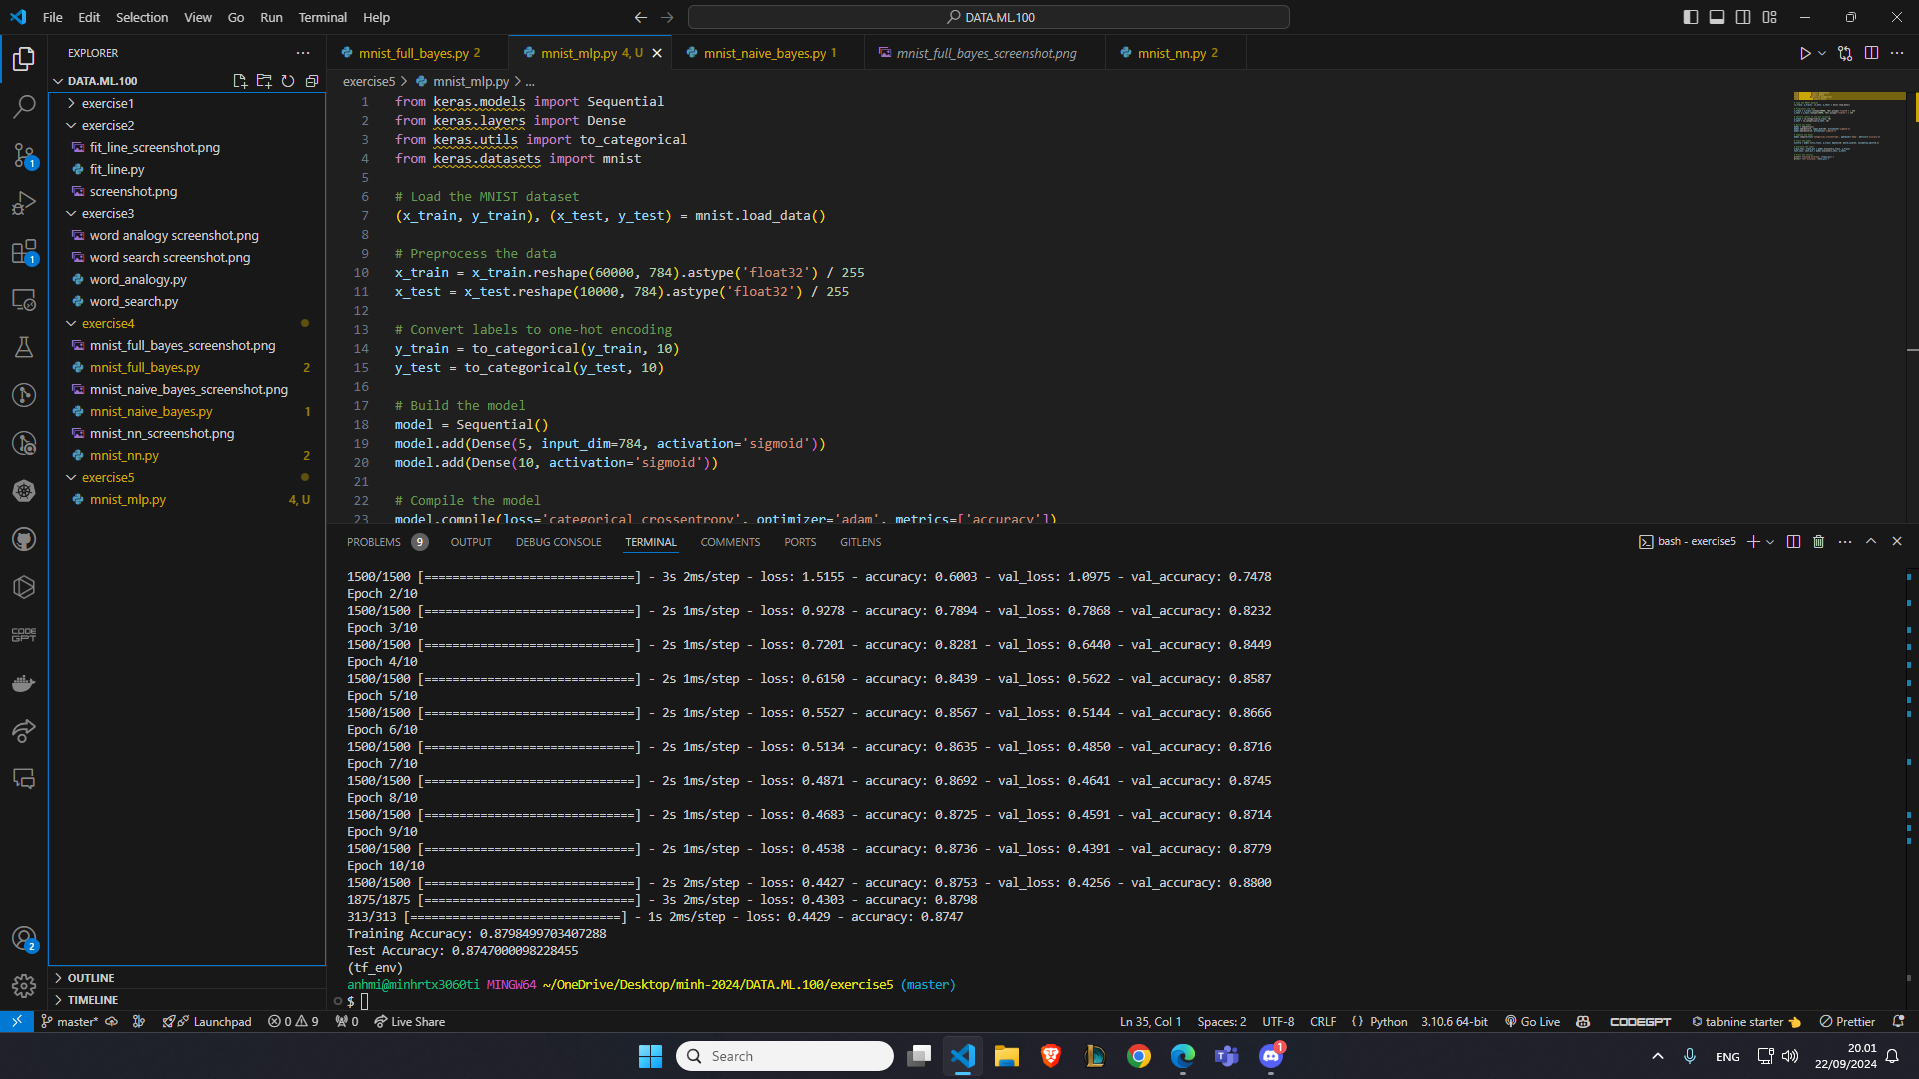 File Edit Selection View Go Run Terminal Help
DATA.ML.100
EXPLORER
DATA.ML.100
exercise1
exercise2
fit_line_screenshot.png
fit_line.py
screenshot.png
exercise3
word analogy screenshot.png
word search screenshot.png
word_analogy.py
word_search.py
exercise4
mnist_full_bayes_screenshot.png
mnist_full_bayes.py 2
mnist_naive_bayes_screenshot.png
mnist_naive_bayes.py 1
mnist_nn_screenshot.png
mnist_nn.py 2
exercise5
mnist_mlp.py 4, U
OUTLINE
TIMELINE
1
1
CODE GPT
2
mnist_full_bayes.py 2 mnist_mlp.py 4, U mnist_naive_bayes.py 1 mnist_full_bayes_screenshot.png mnist_nn.py 2
exercise5 > mnist_mlp.py > ...
1 from keras.models import Sequential
2 from keras.layers import Dense
3 from keras.utils import to_categorical
4 from keras.datasets import mnist
5
6 # Load the MNIST dataset
7 (x_train, y_train), (x_test, y_test) = mnist.load_data()
8
9 # Preprocess the data
10 x_train = x_train.reshape(60000, 784).astype('float32') / 255
11 x_test = x_test.reshape(10000, 784).astype('float32') / 255
12
13 # Convert labels to one-hot encoding
14 y_train = to_categorical(y_train, 10)
15 y_test = to_categorical(y_test, 10)
16
17 # Build the model
18 model = Sequential()
19 model.add(Dense(5, input_dim=784, activation='sigmoid'))
20 model.add(Dense(10, activation='sigmoid'))
21
22 # Compile the model
23 model.compile(loss='categorical_crossentropy', optimizer='adam', metrics=['accuracy'])
PROBLEMS 9 OUTPUT DEBUG CONSOLE TERMINAL COMMENTS PORTS GITLENS
bash - exercise5
1500/1500 [==============================] - 3s 2ms/step - loss: 1.5155 - accuracy: 0.6003 - val_loss: 1.0975 - val_accuracy: 0.7478
Epoch 2/10
1500/1500 [==============================] - 2s 1ms/step - loss: 0.9278 - accuracy: 0.7894 - val_loss: 0.7868 - val_accuracy: 0.8232
Epoch 3/10
1500/1500 [==============================] - 2s 1ms/step - loss: 0.7201 - accuracy: 0.8281 - val_loss: 0.6440 - val_accuracy: 0.8449
Epoch 4/10
1500/1500 [==============================] - 2s 1ms/step - loss: 0.6150 - accuracy: 0.8439 - val_loss: 0.5622 - val_accuracy: 0.8587
Epoch 5/10
1500/1500 [==============================] - 2s 1ms/step - loss: 0.5527 - accuracy: 0.8567 - val_loss: 0.5144 - val_accuracy: 0.8666
Epoch 6/10
1500/1500 [==============================] - 2s 1ms/step - loss: 0.5134 - accuracy: 0.8635 - val_loss: 0.4850 - val_accuracy: 0.8716
Epoch 7/10
1500/1500 [==============================] - 2s 1ms/step - loss: 0.4871 - accuracy: 0.8692 - val_loss: 0.4641 - val_accuracy: 0.8745
Epoch 8/10
1500/1500 [==============================] - 2s 1ms/step - loss: 0.4683 - accuracy: 0.8725 - val_loss: 0.4591 - val_accuracy: 0.8714
Epoch 9/10
1500/1500 [==============================] - 2s 1ms/step - loss: 0.4538 - accuracy: 0.8736 - val_loss: 0.4391 - val_accuracy: 0.8779
Epoch 10/10
1500/1500 [==============================] - 2s 2ms/step - loss: 0.4427 - accuracy: 0.8753 - val_loss: 0.4256 - val_accuracy: 0.8800
1875/1875 [==============================] - 3s 2ms/step - loss: 0.4303 - accuracy: 0.8798
313/313 [==============================] - 1s 2ms/step - loss: 0.4429 - accuracy: 0.8747
Training Accuracy: 0.8798499703407288
Test Accuracy: 0.8747000098228455
(tf_env)
anhmi@minhrtx3060ti MINGW64 ~/OneDrive/Desktop/minh-2024/DATA.ML.100/exercise5 (master)
$
master* Launchpad 0 9 0 Live Share Ln 35, Col 1 Spaces: 2 UTF-8 CRLF Python 3.10.6 64-bit Go Live CODEGPT tabnine starter Prettier
Search
1
ENG
20.01
22/09/2024